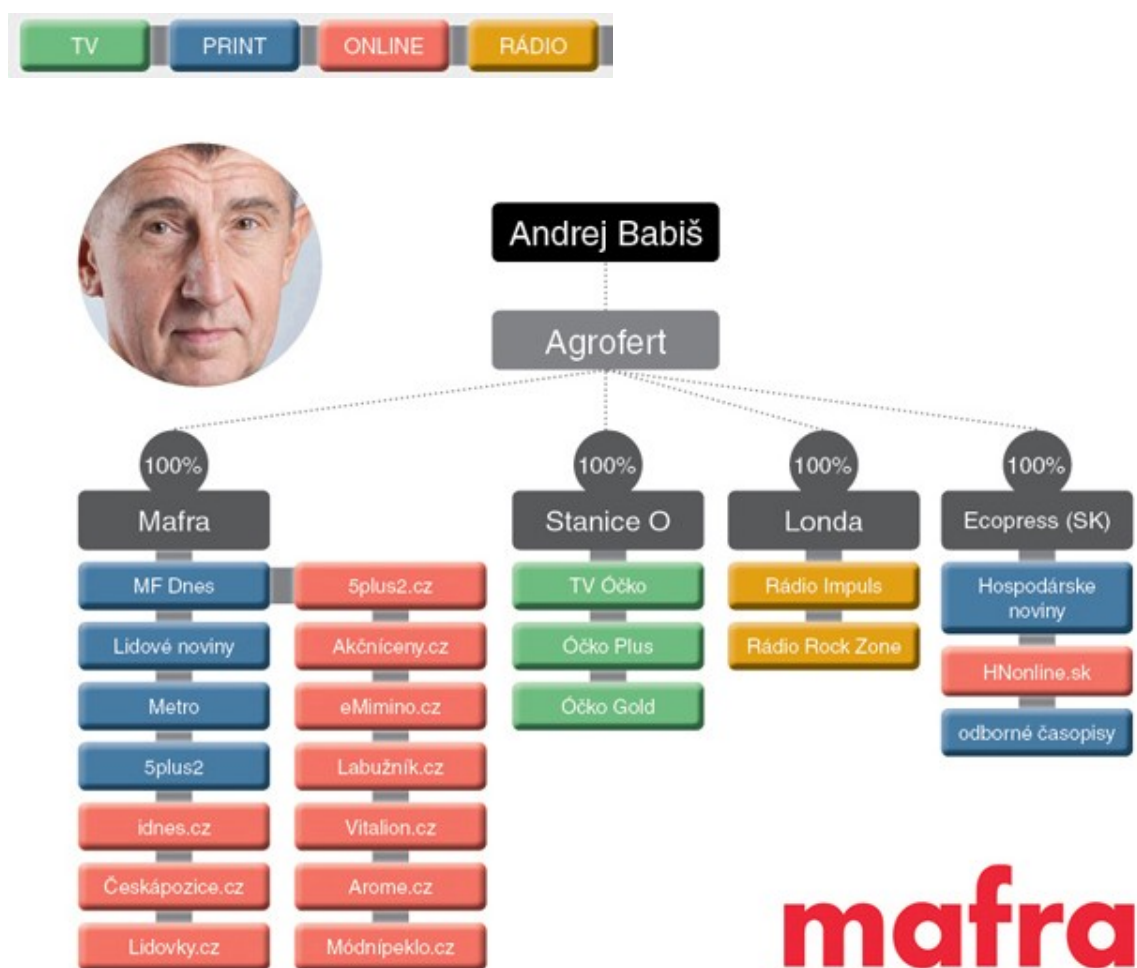 TV
PRINT
ONLINE
RÁDIO
Andrej Babiš
Agrofert
100%
Mafra
MF Dnes
Lidové noviny
Metro
5plus2
idnes.cz
Českápozice.cz
Lidovky.cz
5plus2.cz
Akčníceny.cz
eMimino.cz
Labužník.cz
Vitalion.cz
Arome.cz
Módnípeklo.cz
100%
Stanice O
TV Óčko
Óčko Plus
Óčko Gold
100%
Londa
Rádio Impuls
Rádio Rock Zone
100%
Ecopress (SK)
Hospodárske
noviny
HNonline.sk
odborné časopisy
mafra